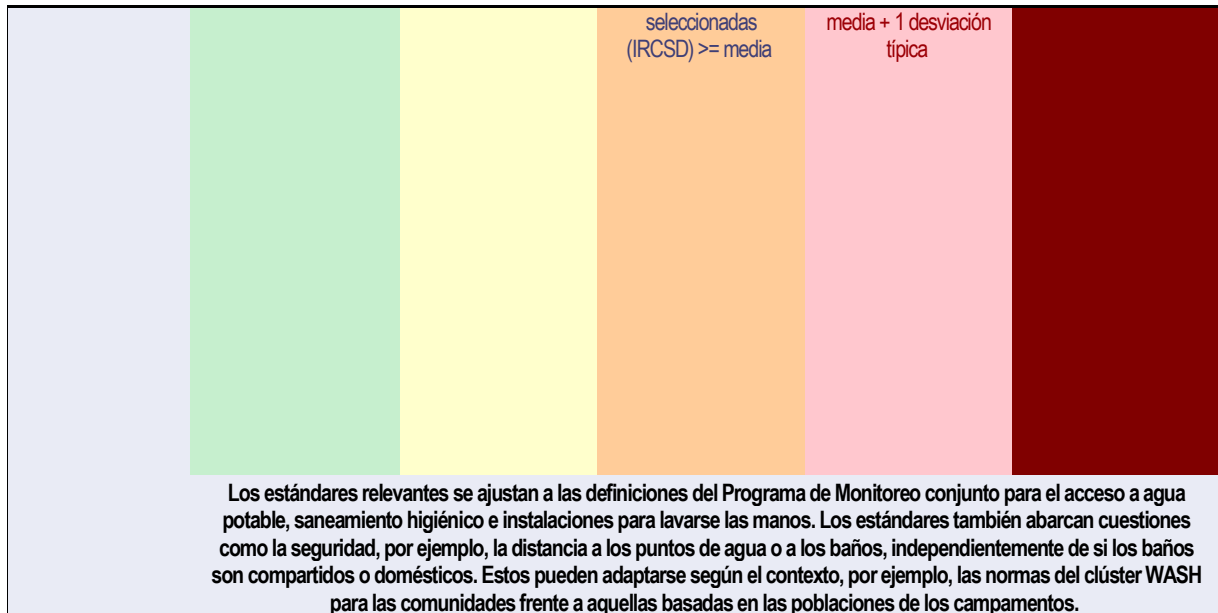 seleccionadas
(IRCSD) >= media
media + 1 desviación
típica
Los estándares relevantes se ajustan a las definiciones del Programa de Monitoreo conjunto para el acceso a agua
potable, saneamiento higiénico e instalaciones para lavarse las manos. Los estándares también abarcan cuestiones
como la seguridad, por ejemplo, la distancia a los puntos de agua o a los baños, independientemente de si los baños
son compartidos o domésticos. Estos pueden adaptarse según el contexto, por ejemplo, las normas del clúster WASH
para las comunidades frente a aquellas basadas en las poblaciones de los campamentos.